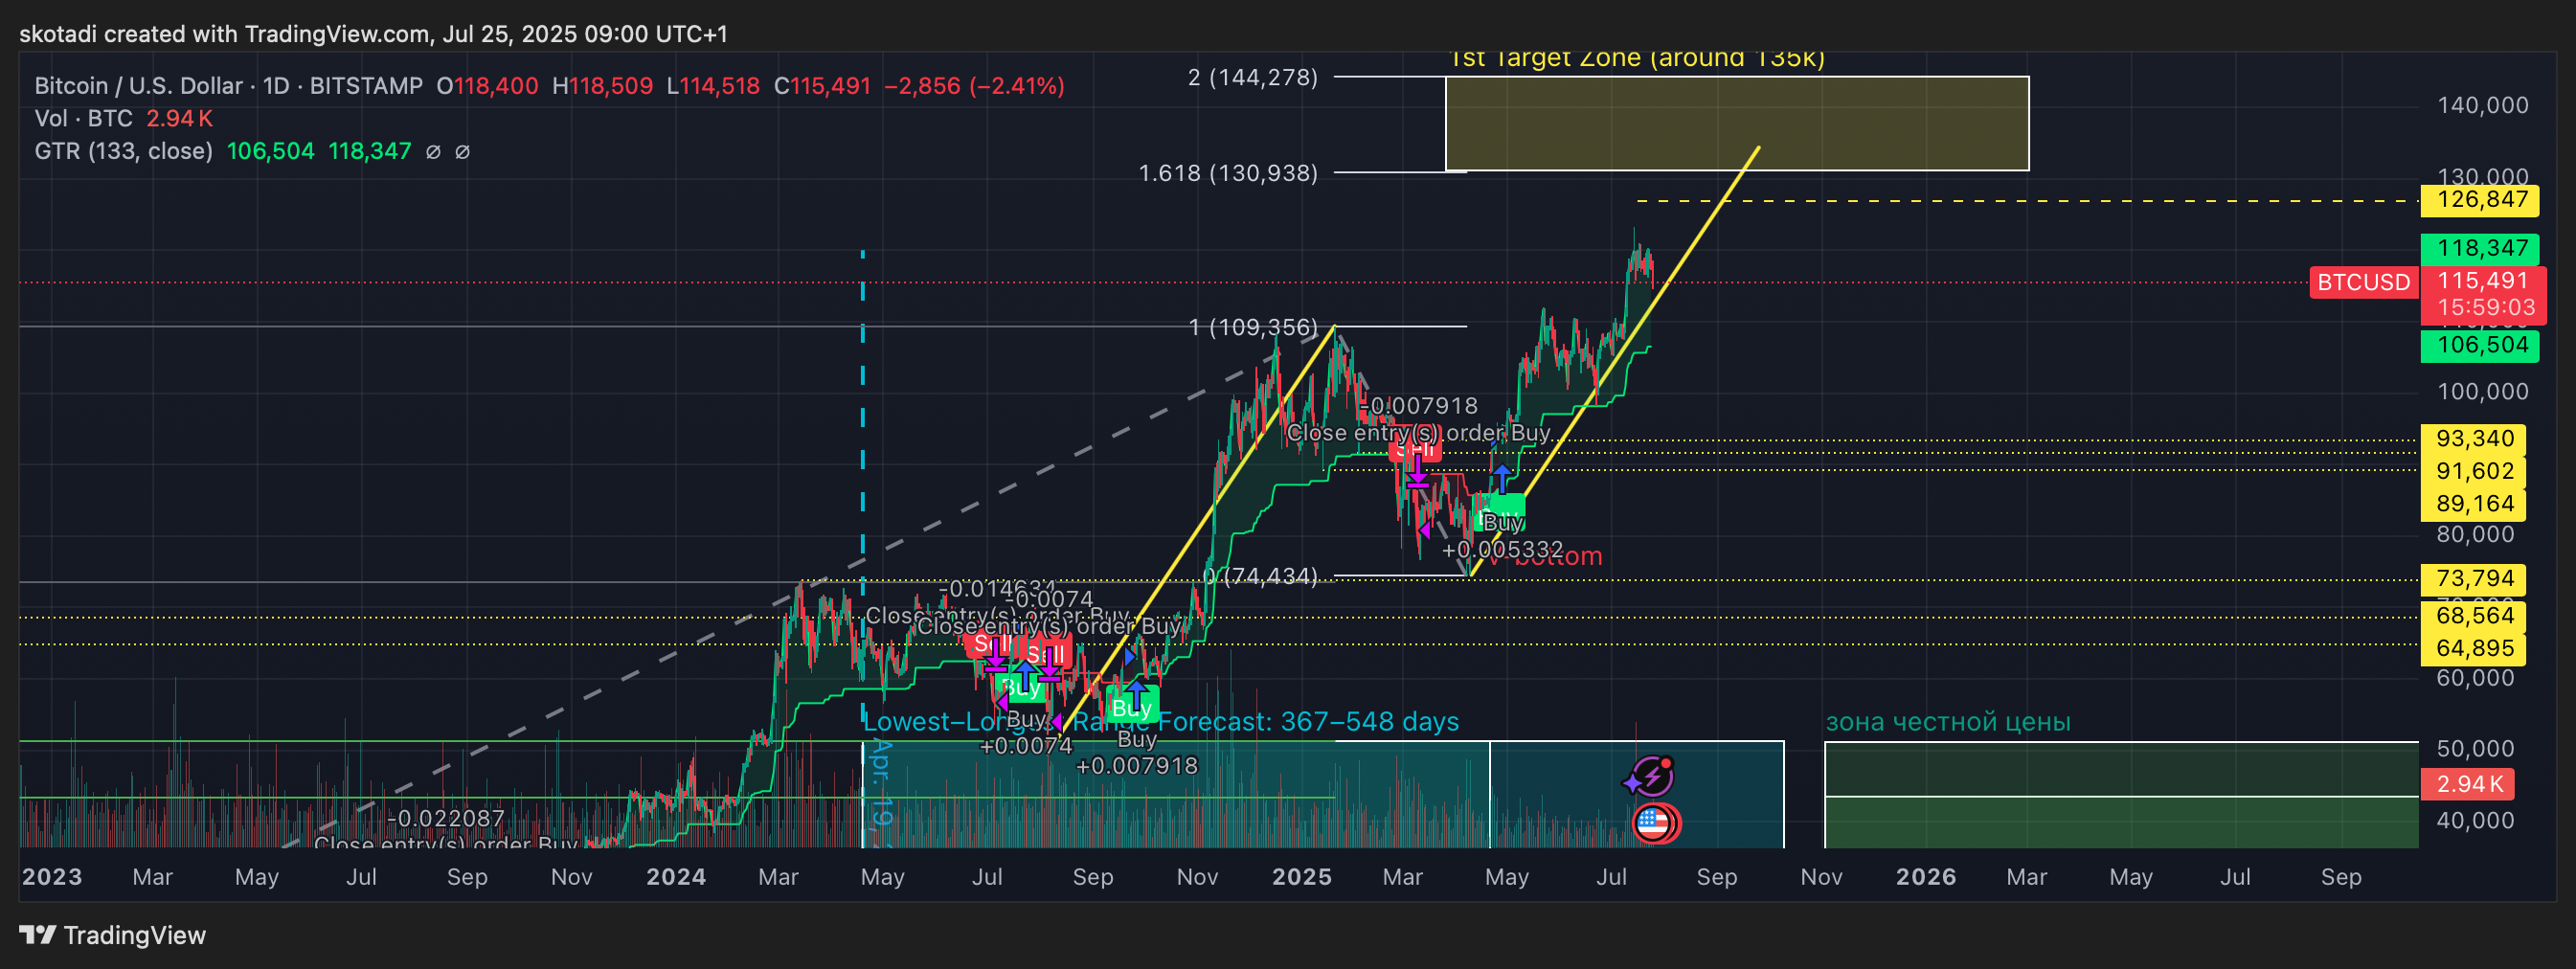 skotadi created with TradingView.com, Jul 25, 2025 09:00 UTC+1
1st Target Zone (around 135k)
Bitcoin / U.S. Dollar · 1D · BITSTAMP O118,400 H118,509 L114,518 C115,491 −2,856 (−2.41%)
Vol · BTC 2.94 K
GTR (133, close) 106,504 118,347 ∅ ∅
2 (144,278)
1.618 (130,938)
1 (109,356)
0 (74,434)
140,000
130,000
126,847
118,347
BTCUSD 115,491
15:59:03
106,504
100,000
93,340
91,602
89,164
80,000
73,794
68,564
64,895
60,000
50,000
2.94 K
40,000
-0.007918
Close entry(s) order Buy
Sell
Buy
+0.005332
V-bottom
-0.014634
-0.0074
Close entry(s) order Buy
Close entry(s) order Buy
Sell
Sell
Buy
Buy
+0.0074
Buy
Buy
+0.007918
Lowest–Longest Range Forecast: 367–548 days
Apr. 19,
зона честной цены
-0.022087
Close entry(s) order Buy
2023 Mar May Jul Sep Nov 2024 Mar May Jul Sep Nov 2025 Mar May Jul Sep Nov 2026 Mar May Jul Sep
TradingView